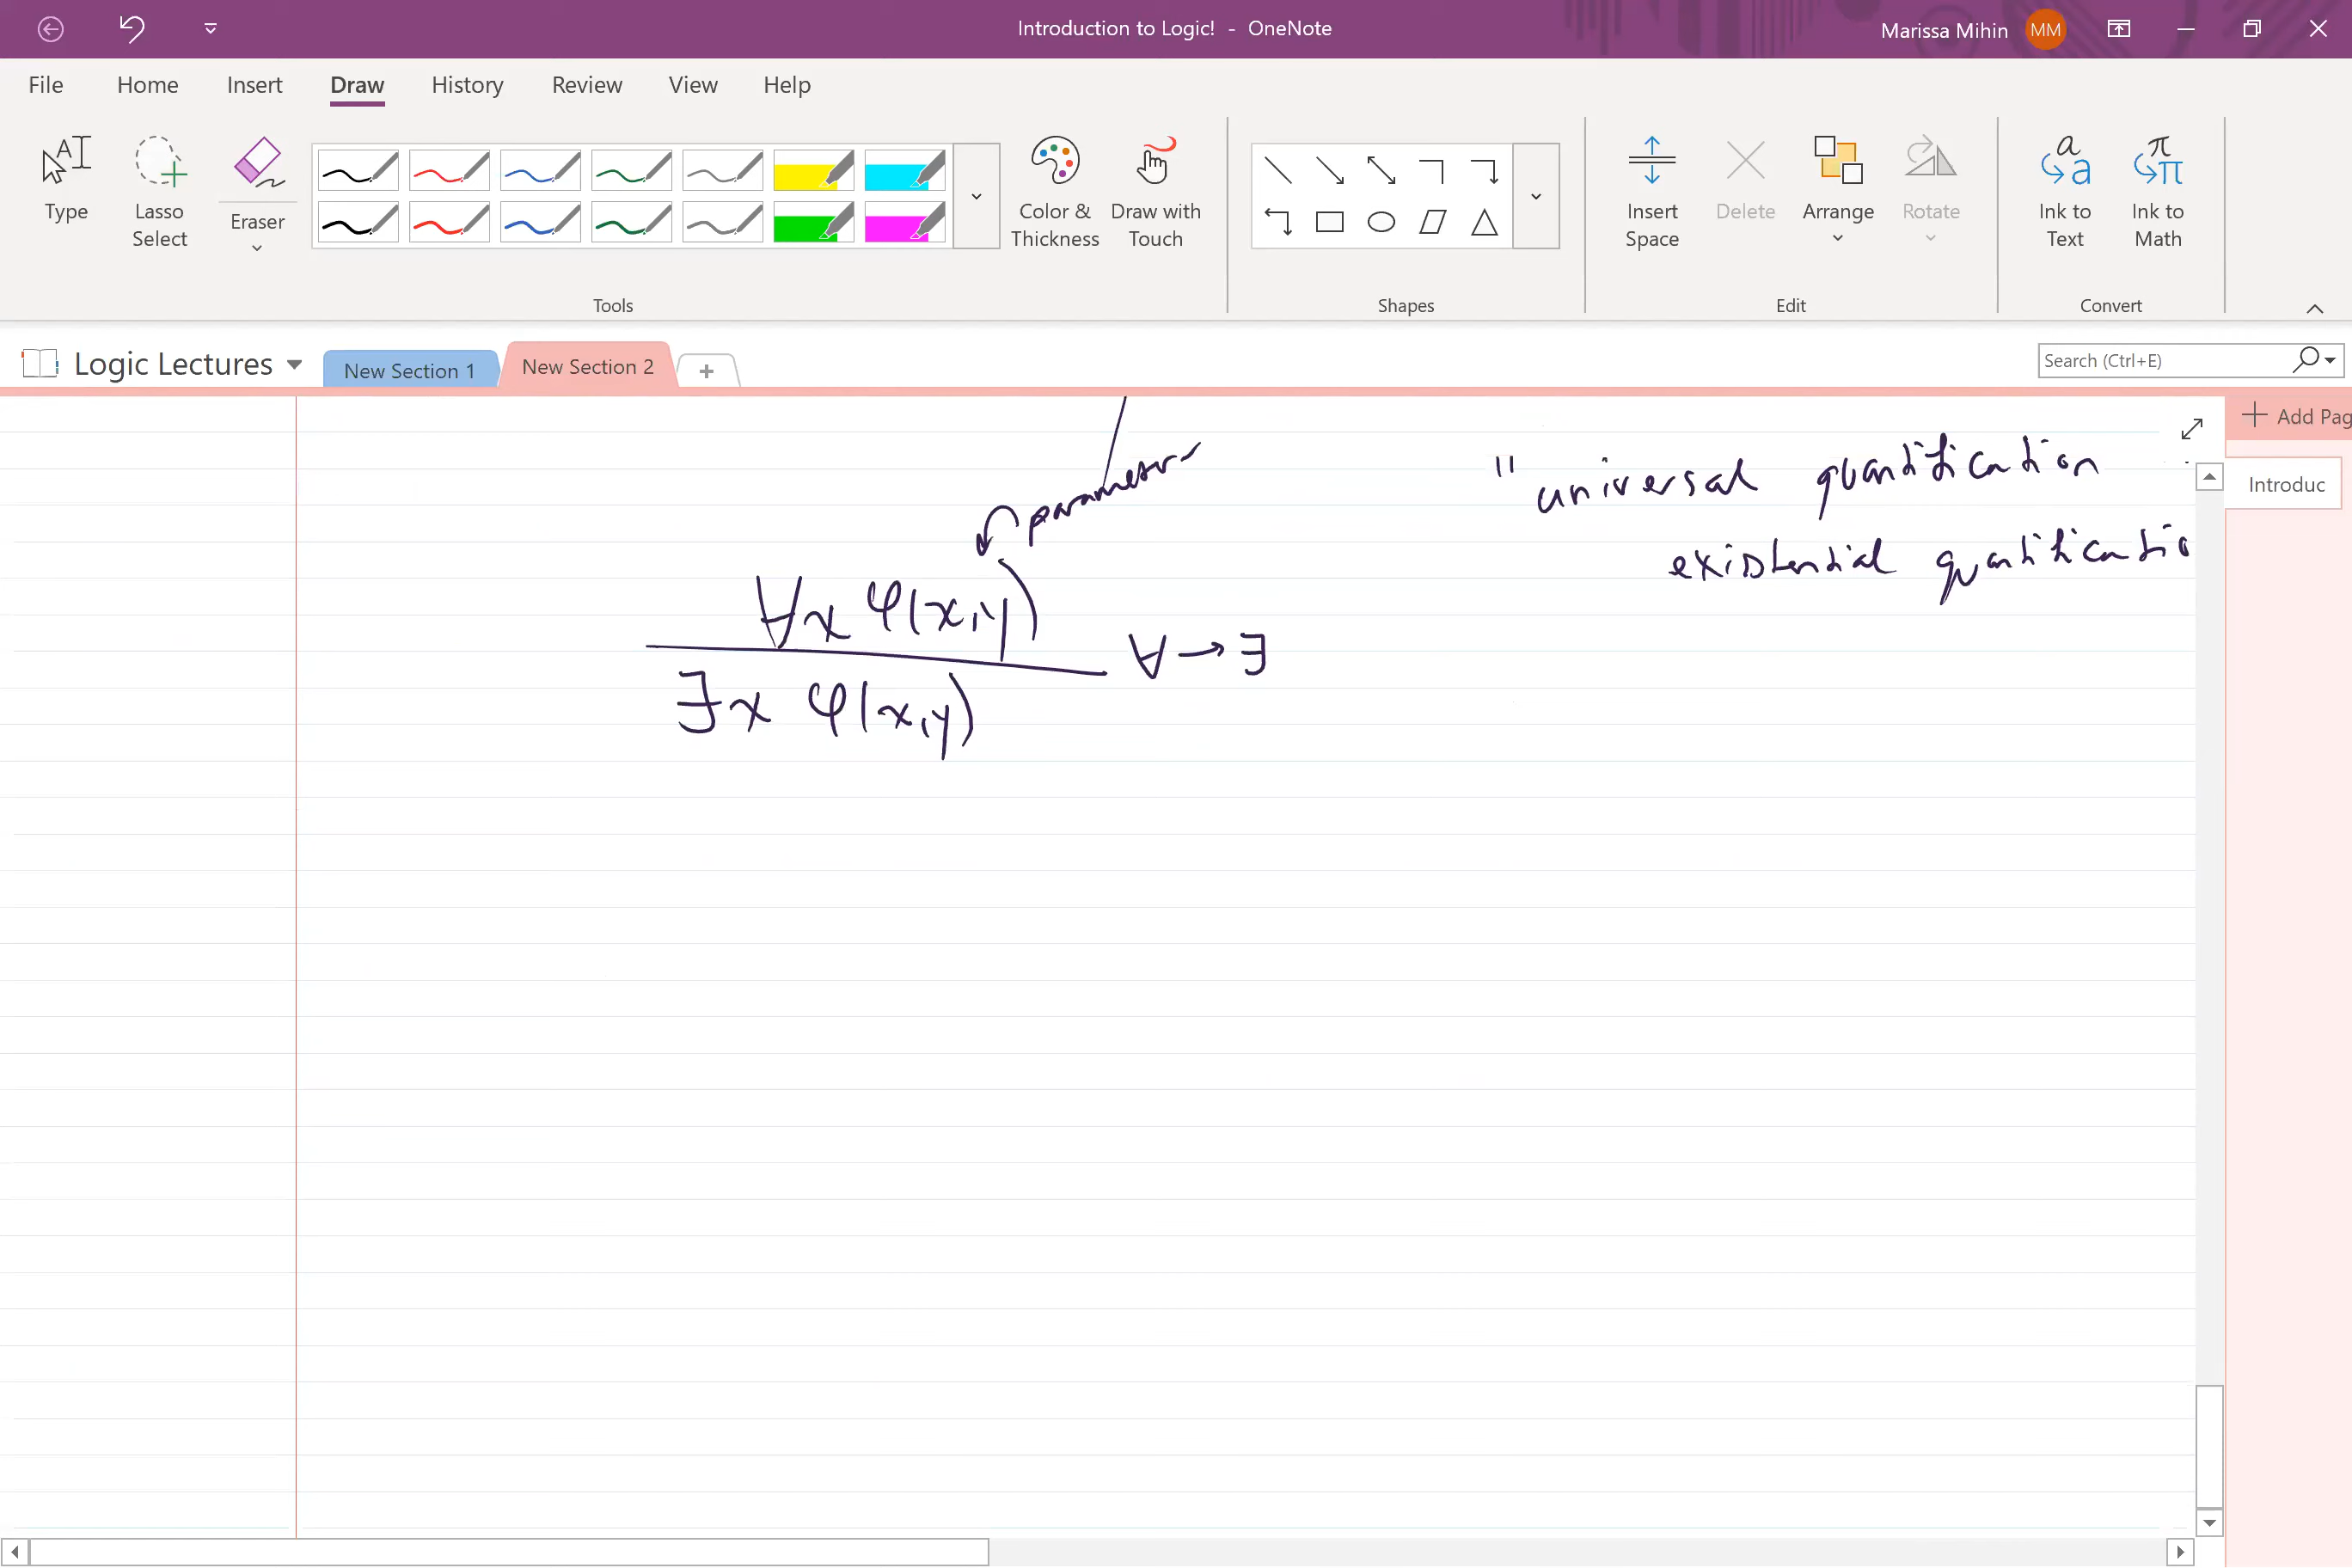 Introduction to Logic! - OneNote
Marissa Mihin MM
File Home Insert Draw History Review View Help
Type
Lasso Select
Eraser
Color & Thickness
Draw with Touch
Insert Space
Delete
Arrange
Rotate
Ink to Text
Ink to Math
Tools
Shapes
Edit
Convert
Logic Lectures
New Section 1
New Section 2
+
Search (Ctrl+E)
Add Pag
Introduc
parameter
"universal quantification
existential quantificatio
∀x φ(x,y)
∀→∃
∃x φ(x,y)